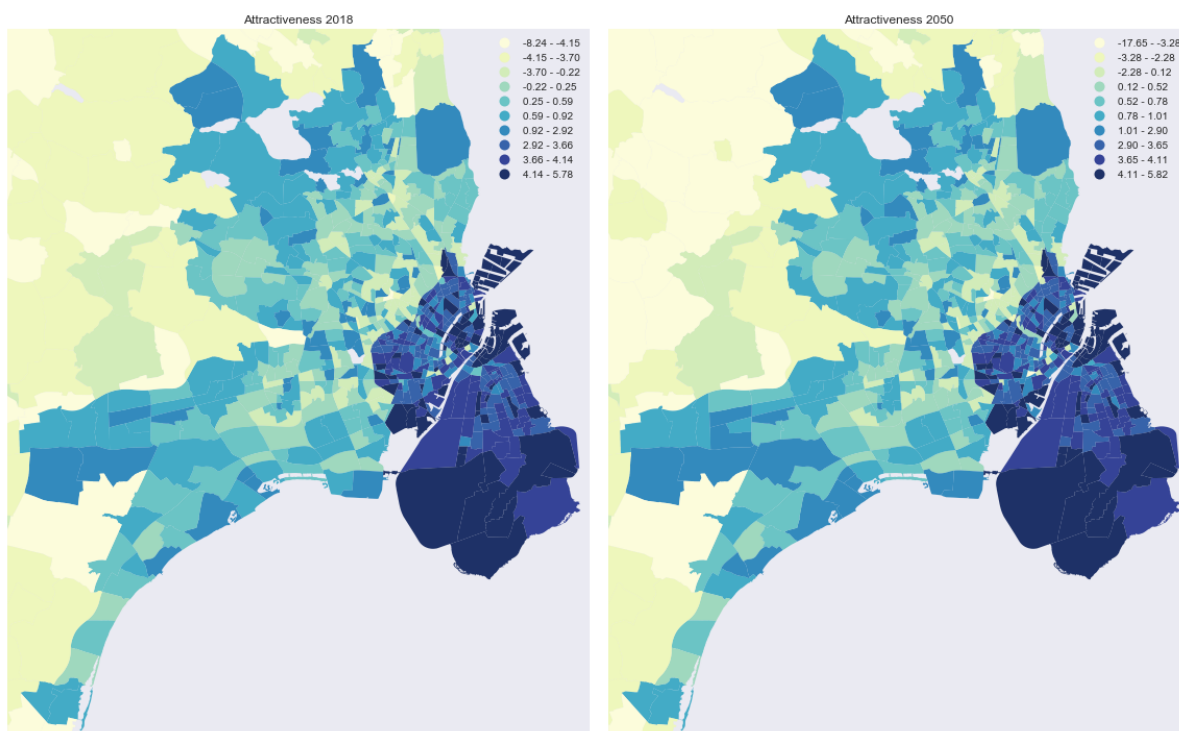 Attractiveness 2018
-8.24 - -4.15
-4.15 - -3.70
-3.70 - -0.22
-0.22 - 0.25
0.25 - 0.59
0.59 - 0.92
0.92 - 2.92
2.92 - 3.66
3.66 - 4.14
4.14 - 5.78
Attractiveness 2050
-17.65 - -3.28
-3.28 - -2.28
-2.28 - 0.12
0.12 - 0.52
0.52 - 0.78
0.78 - 1.01
1.01 - 2.90
2.90 - 3.65
3.65 - 4.11
4.11 - 5.82